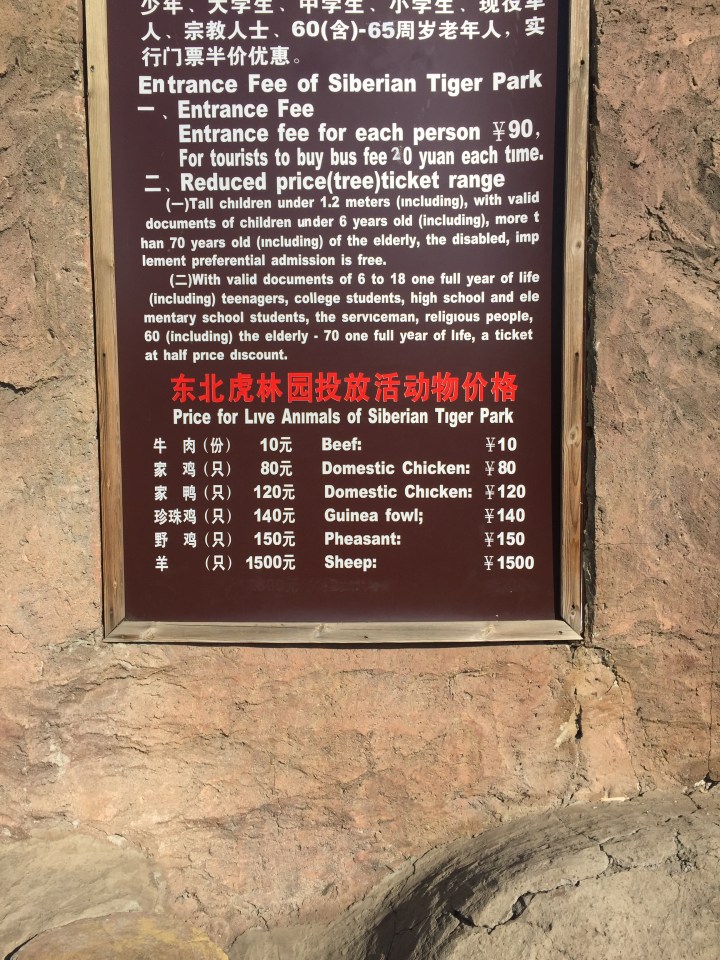 少年、大学生、中学生、小学生、现役军
人、宗教人士、60(含)-65周岁老年人，实
行门票半价优惠。
Entrance Fee of Siberian Tiger Park
一、Entrance Fee
Entrance fee for each person ¥90,
For tourists to buy bus fee 20 yuan each time.
二、Reduced price(tree)ticket range
(一)Tall children under 1.2 meters (including), with valid
documents of children under 6 years old (including), more t
han 70 years old (including) of the elderly, the disabled, imp
lement preferential admission is free.
(二)With valid documents of 6 to 18 one full year of life
(including) teenagers, college students, high school and ele
mentary school students, the serviceman, religious people,
60 (including) the elderly - 70 one full year of life, a ticket
at half price discount.
东北虎林园投放活动物价格
Price for Live Animals of Siberian Tiger Park
牛 肉（份） 10元 Beef: ¥10
家 鸡（只） 80元 Domestic Chicken: ¥80
家 鸭（只） 120元 Domestic Chicken: ¥120
珍珠鸡（只） 140元 Guinea fowl; ¥140
野 鸡（只） 150元 Pheasant: ¥150
羊 （只） 1500元 Sheep: ¥1500